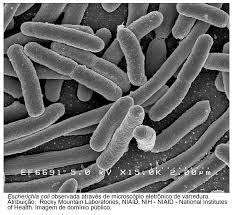 EF6691 5.0 KV X15.0K 2.00um
Escherichia coli observada através de microscópio eletrônico de varredura.
Atribuição: Rocky Mountain Laboratories, NIAID, NIH - NIAID - National Institutes
of Health. Imagem de domínio público.